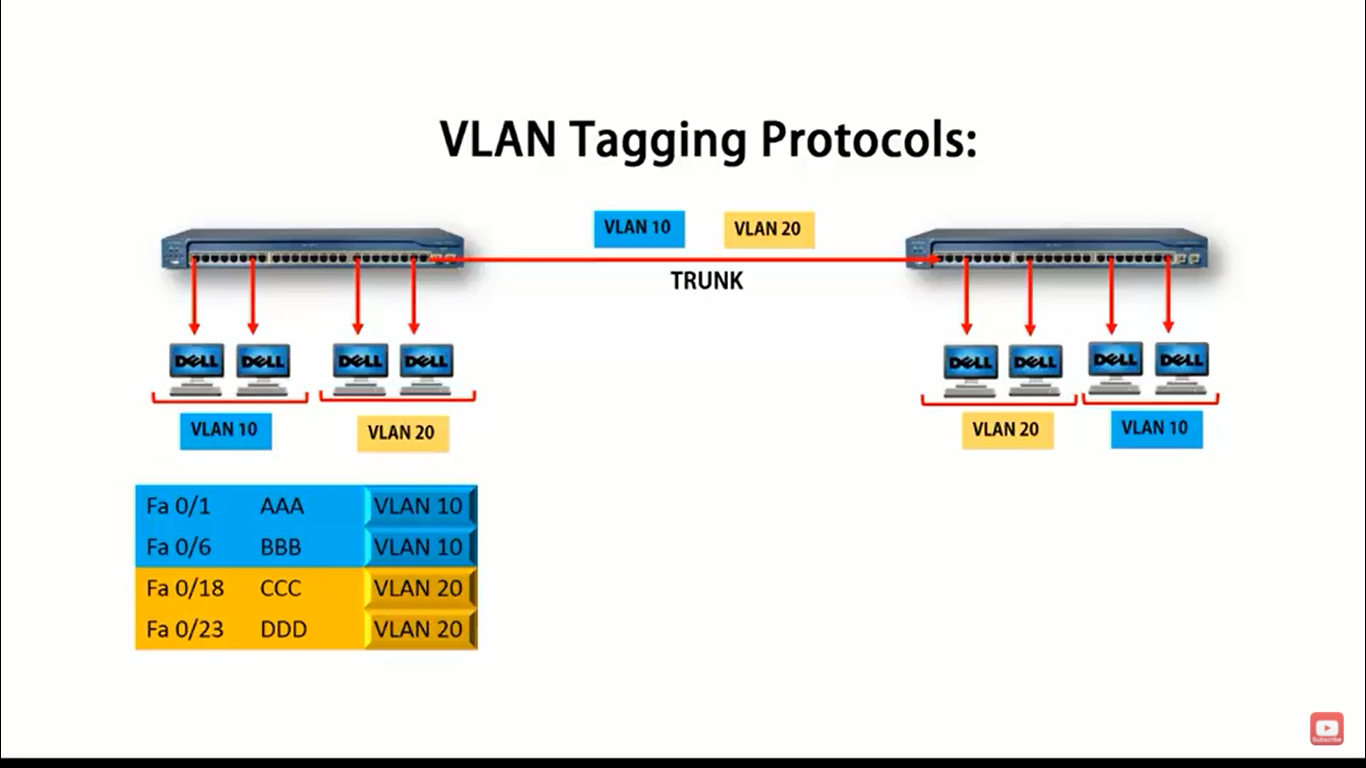 VLAN Tagging Protocols:
VLAN 10 VLAN 20
TRUNK
DELL DELL DELL DELL DELL DELL DELL DELL
VLAN 10 VLAN 20 VLAN 20 VLAN 10
Fa 0/1 AAA VLAN 10
Fa 0/6 BBB VLAN 10
Fa 0/18 CCC VLAN 20
Fa 0/23 DDD VLAN 20
Subscribe